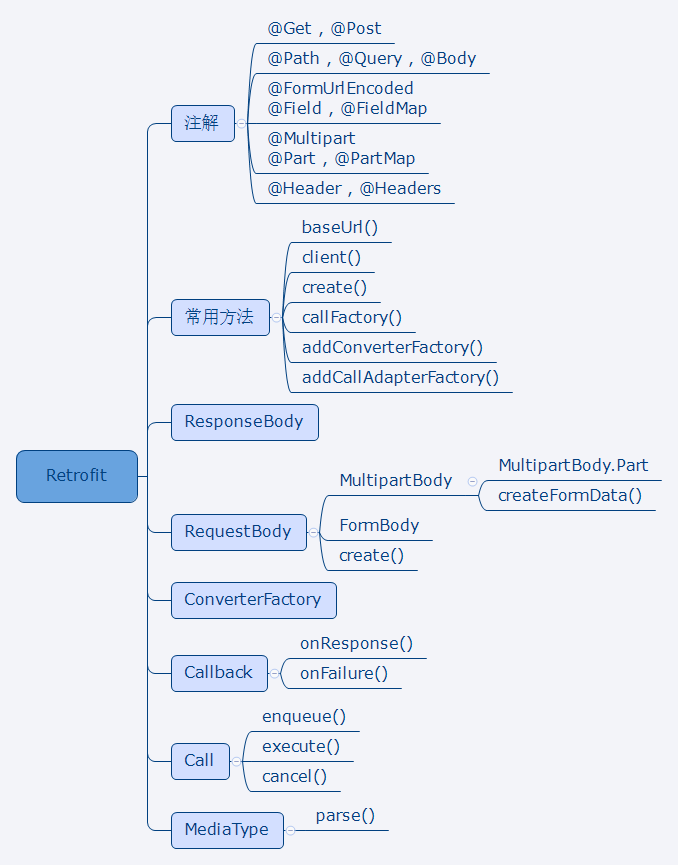 @Get , @Post
@Path , @Query , @Body
@FormUrlEncoded
@Field , @FieldMap
注解
@Multipart
@Part , @PartMap
@Header , @Headers
baseUrl()
client()
create()
常用方法
callFactory()
addConverterFactory()
addCallAdapterFactory()
ResponseBody
Retrofit
MultipartBody
MultipartBody.Part
createFormData()
RequestBody
FormBody
create()
ConverterFactory
onResponse()
Callback
onFailure()
enqueue()
execute()
Call
cancel()
parse()
MediaType